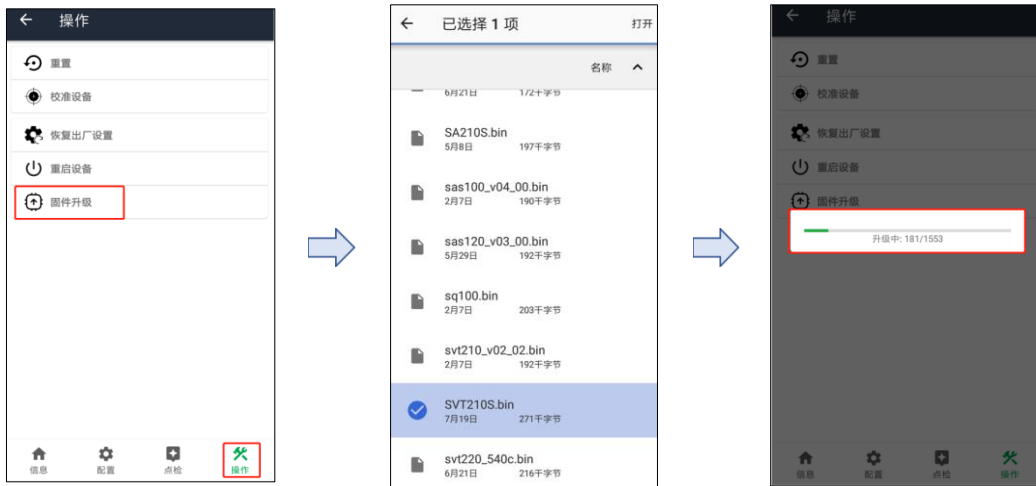 操作
重置
校准设备
恢复出厂设置
重启设备
固件升级
信息
配置
点检
操作
已选择 1 项
打开
名称
6月21日 172千字节
SA210S.bin
5月8日 197千字节
sas100_v04_00.bin
2月7日 190千字节
sas120_v03_00.bin
5月29日 192千字节
sq100.bin
2月7日 203千字节
svt210_v02_02.bin
2月7日 192千字节
SVT210S.bin
7月19日 271千字节
svt220_540c.bin
6月21日 216千字节
操作
重置
校准设备
恢复出厂设置
重启设备
固件升级
升级中: 181/1553
信息
配置
点检
操作